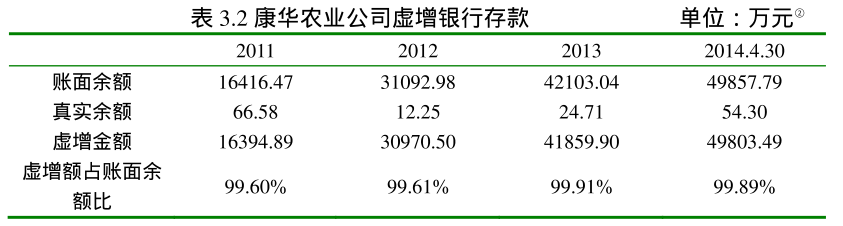 表 3.2 康华农业公司虚增银行存款 单位：万元②
2011 2012 2013 2014.4.30
账面余额 16416.47 31092.98 42103.04 49857.79
真实余额 66.58 12.25 24.71 54.30
虚增金额 16394.89 30970.50 41859.90 49803.49
虚增额占账面余
额比 99.60% 99.61% 99.91% 99.89%